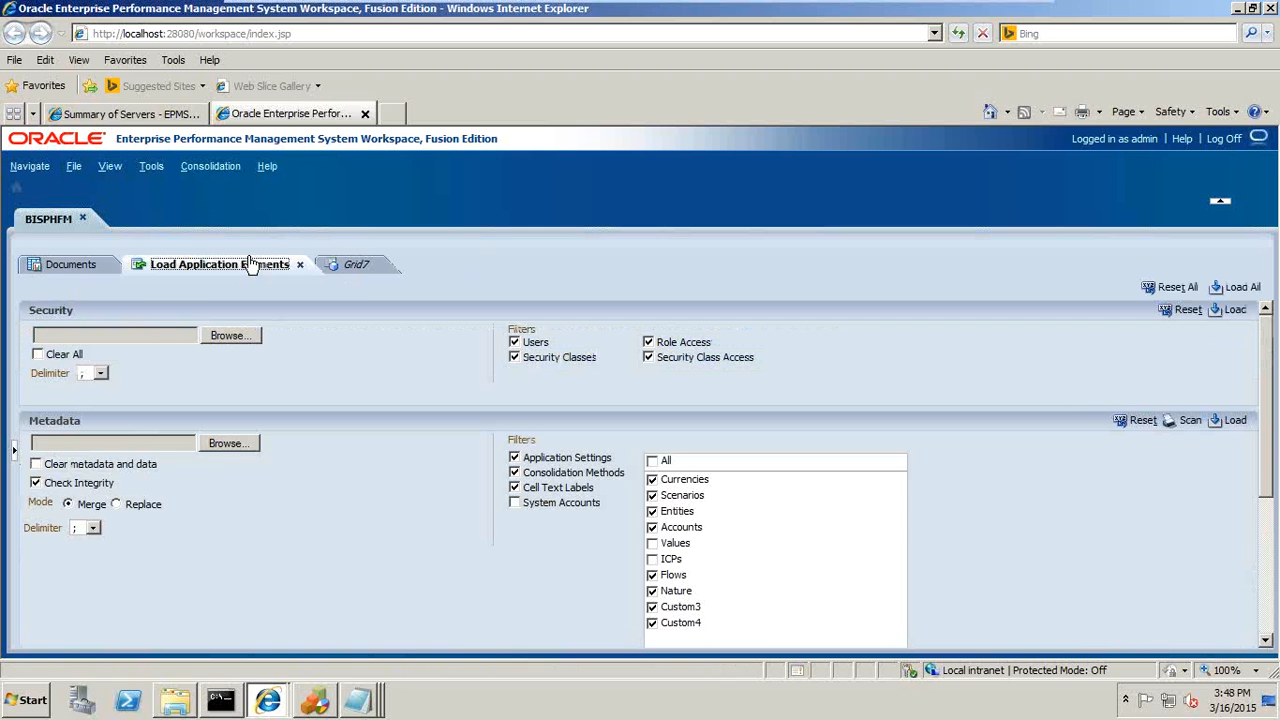 Oracle Enterprise Performance Management System Workspace, Fusion Edition - Windows Internet Explorer
http://localhost:28080/workspace/index.jsp
Bing
File Edit View Favorites Tools Help
Favorites Suggested Sites Web Slice Gallery
Summary of Servers - EPMS... Oracle Enterprise Perfor... Page Safety Tools
ORACLE Enterprise Performance Management System Workspace, Fusion Edition Logged in as admin Help Log Off
Navigate File View Tools Consolidation Help
BISPHFM
Documents Load Application Elements Grid7
Reset All Load All
Security Reset Load
Browse... Filters
Users Role Access
Clear All Security Classes Security Class Access
Delimiter ;
Metadata Reset Scan Load
Browse... Filters
Clear metadata and data Application Settings All
Check Integrity Consolidation Methods Currencies
Mode Merge Replace Cell Text Labels Scenarios
Delimiter ; System Accounts Entities
Accounts
Values
ICPs
Flows
Nature
Custom3
Custom4
Local intranet | Protected Mode: Off 100%
Start 3:48 PM
3/16/2015